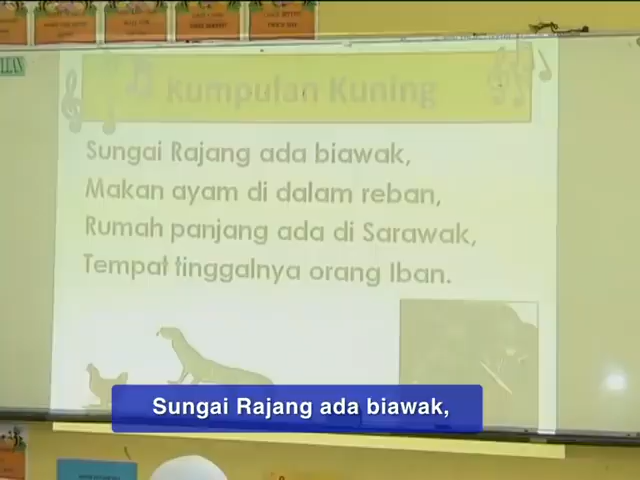 Kumpulan Kuning
Sungai Rajang ada biawak,
Makan ayam di dalam reban,
Rumah panjang ada di Sarawak,
Tempat tinggalnya orang Iban.
Sungai Rajang ada biawak,